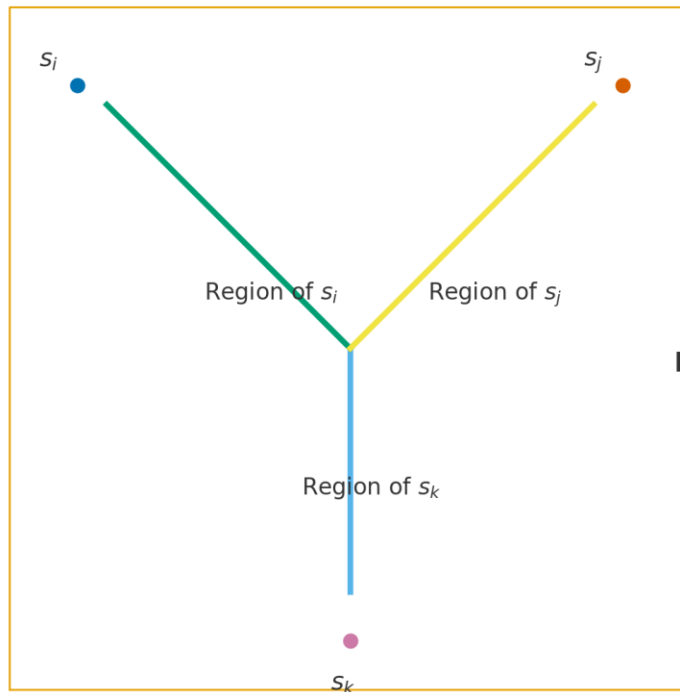 s_i
s_j
Region of s_i
Region of s_j
Region of s_k
s_k